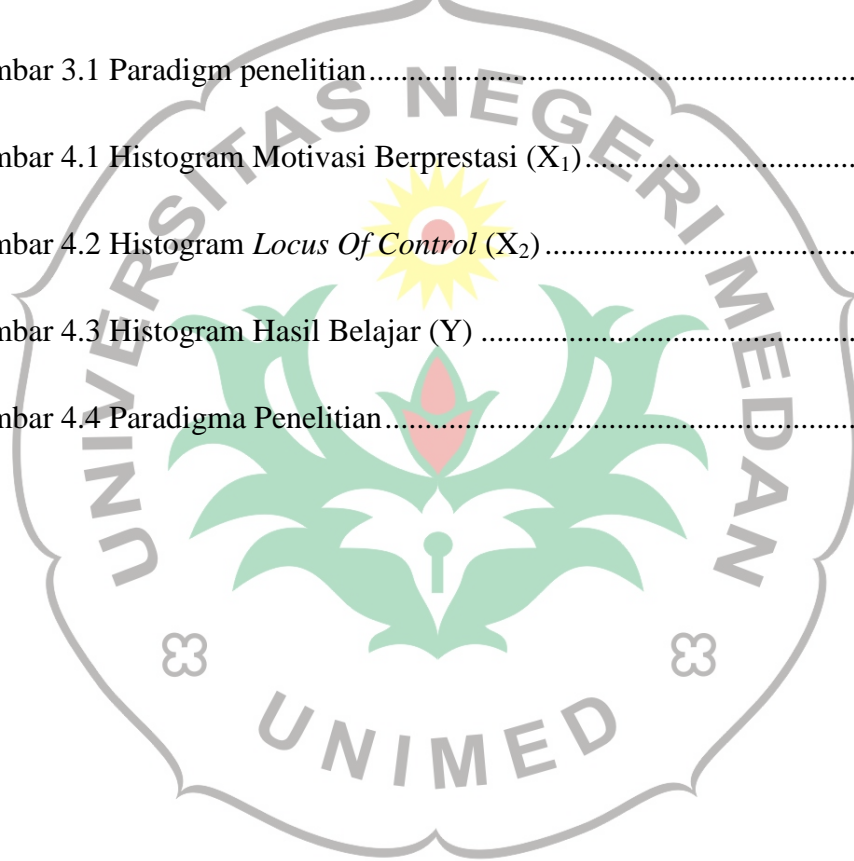 mbar 3.1 Paradigm penelitian......................................................................
mbar 4.1 Histogram Motivasi Berprestasi (X₁)..................................
mbar 4.2 Histogram Locus Of Control (X₂).......................................
mbar 4.3 Histogram Hasil Belajar (Y) ...............................................
mbar 4.4 Paradigma Penelitian...........................................................
UNIVERSITAS NEGERI MEDAN
UNIMED